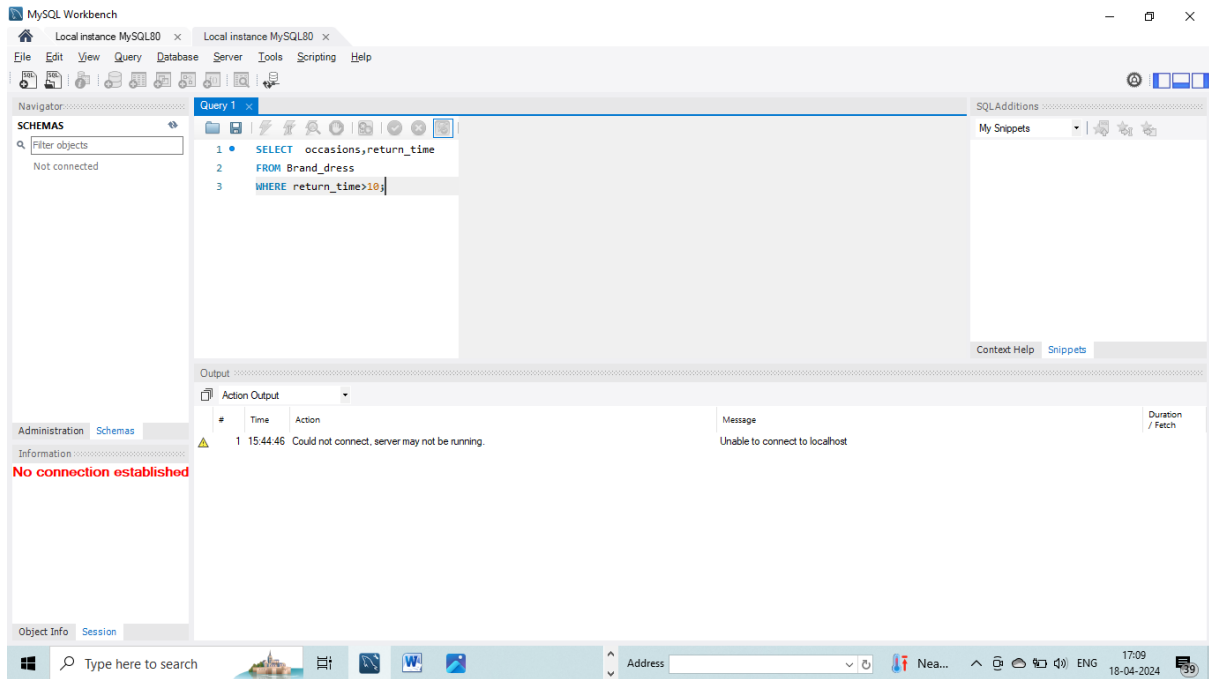 MySQL Workbench
Local instance MySQL80 × Local instance MySQL80 ×
File Edit View Query Database Server Tools Scripting Help
Navigator
SCHEMAS
Filter objects
Not connected
Administration Schemas
Information
No connection established
Object Info Session
Query 1 ×
1 SELECT occasions,return_time
2 FROM Brand_dress
3 WHERE return_time>10;
SQLAdditions
My Snippets
Context Help Snippets
Output
Action Output
# Time Action Message Duration / Fetch
1 15:44:46 Could not connect, server may not be running. Unable to connect to localhost
Type here to search Address Nea... ENG 17:09
18-04-2024 39